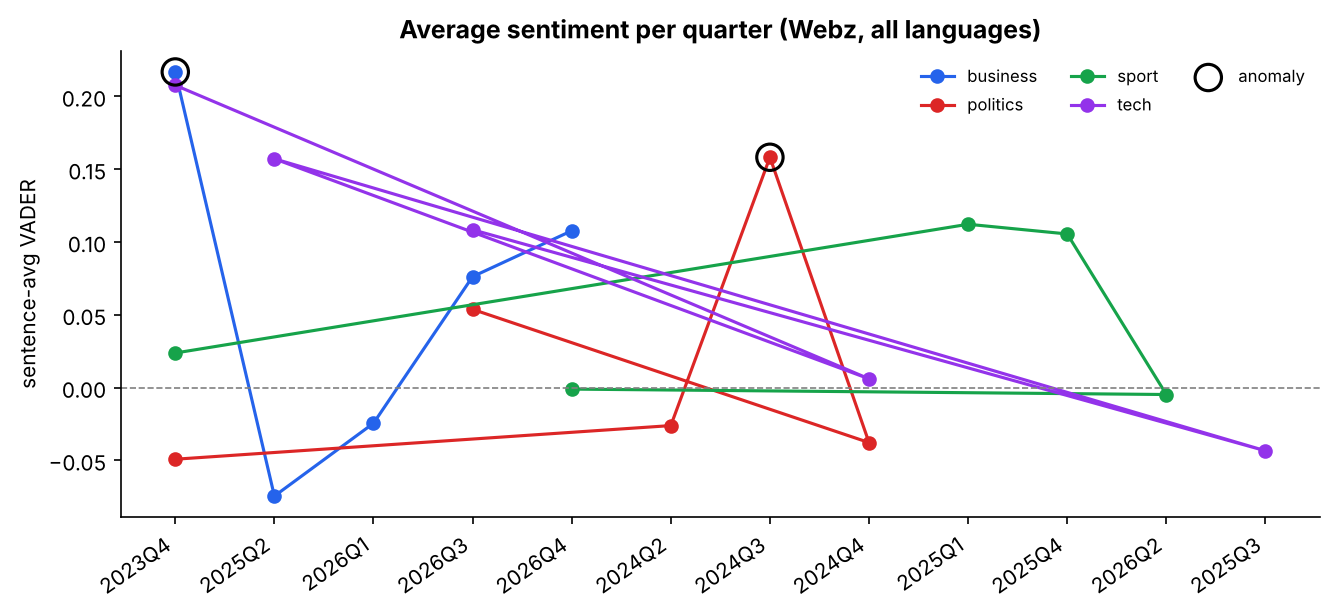 Average sentiment per quarter (Webz, all languages)
business
politics
sport
tech
anomaly
sentence-avg VADER
0.20
0.15
0.10
0.05
0.00
−0.05
2023Q4
2025Q2
2026Q1
2026Q3
2026Q4
2024Q2
2024Q3
2024Q4
2025Q1
2025Q4
2026Q2
2025Q3